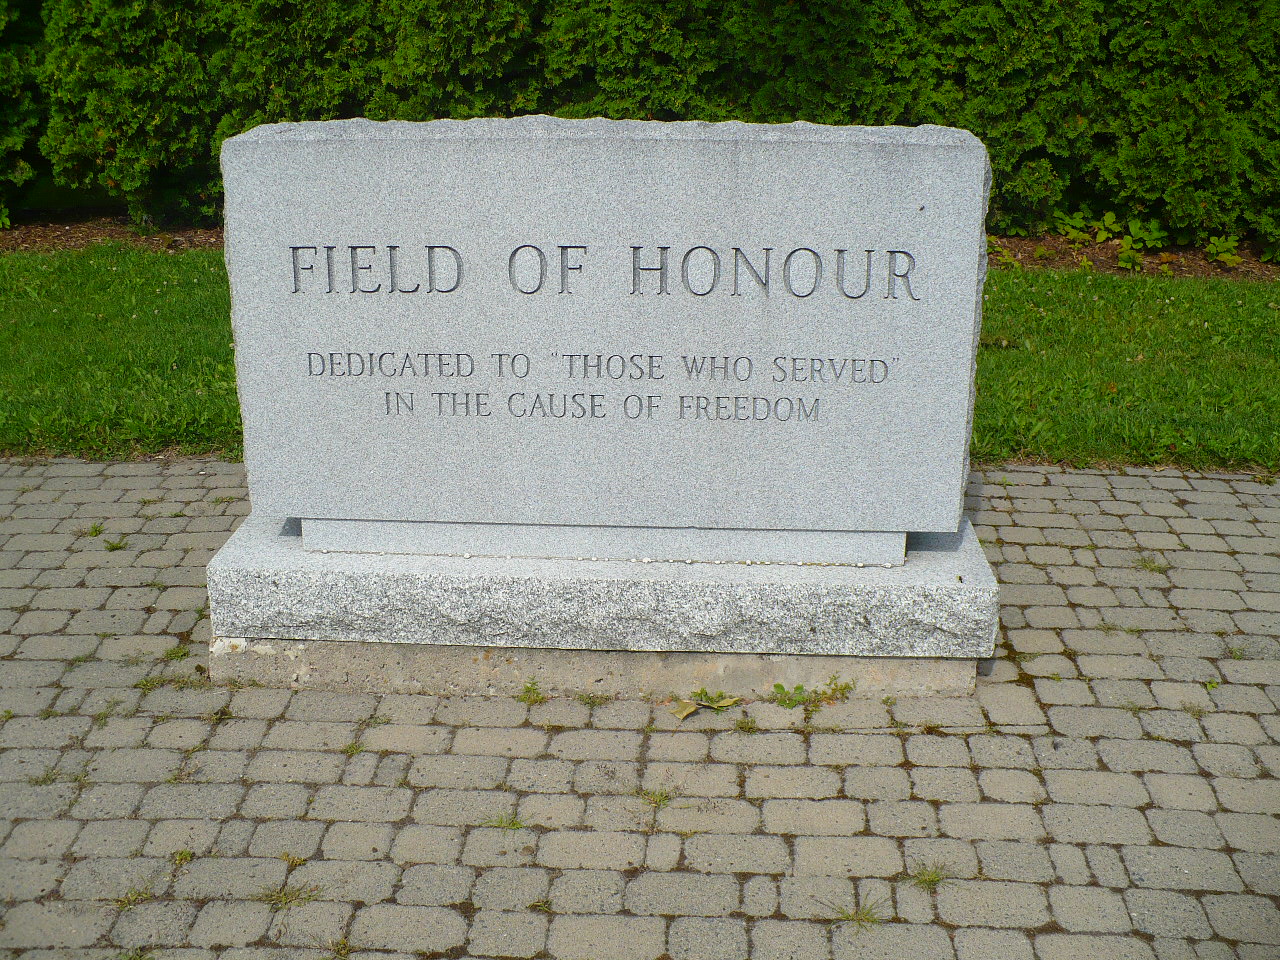 FIELD OF HONOUR
DEDICATED TO "THOSE WHO SERVED"
IN THE CAUSE OF FREEDOM